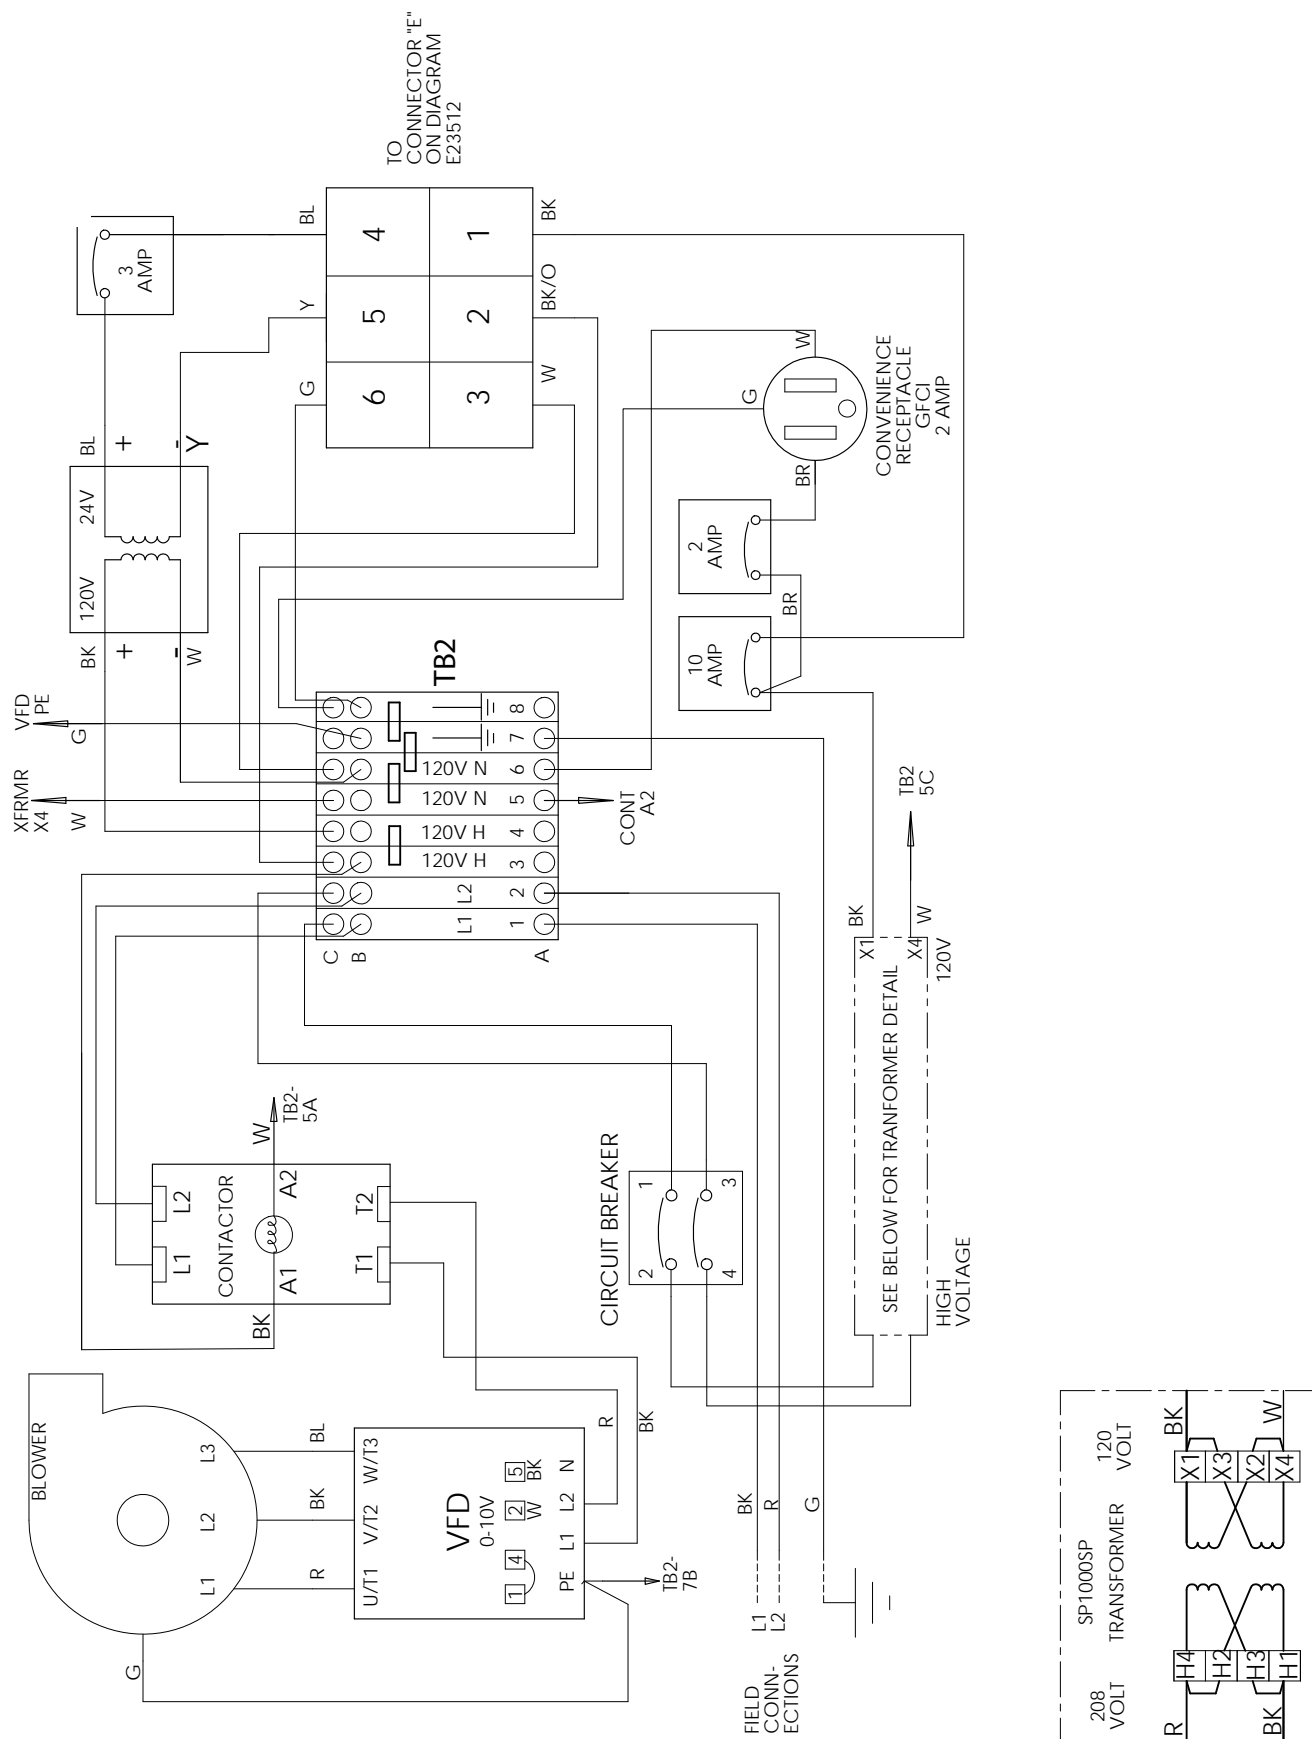 BLOWER
L1
L2
L3
G
R
BK
BL
U/T1
V/T2
W/T3
VFD
0-10V
1
4
2
W
5
BK
PE
L1
L2
N
TB2-
7B
R
BK
L1
L2
CONTACTOR
A1
A2
BK
W
TB2-
5A
T1
T2
CIRCUIT BREAKER
2
1
4
3
FIELD
CONN-
ECTIONS
L1
L2
BK
R
G
HIGH
VOLTAGE
SEE BELOW FOR TRANFORMER DETAIL
X1
X4
120V
BK
W
TB2
5C
XFRMR
X4
W
VFD
PE
G
C
B
A
L1
1
L2
2
120V H
3
120V H
4
120V N
5
120V N
6
7
8
TB2
CONT
A2
BK
+
-
W
120V
24V
BL
+
-
Y
3
AMP
G
Y
BL
6
5
4
3
2
1
W
BK/O
BK
TO
CONNECTOR "E"
ON DIAGRAM
E23512
10
AMP
2
AMP
BR
BR
G
W
CONVENIENCE
RECEPTACLE
GFCI
2 AMP
208
VOLT
SP1000SP
TRANSFORMER
120
VOLT
R
BK
H4
H2
H3
H1
X1
X3
X2
X4
BK
W